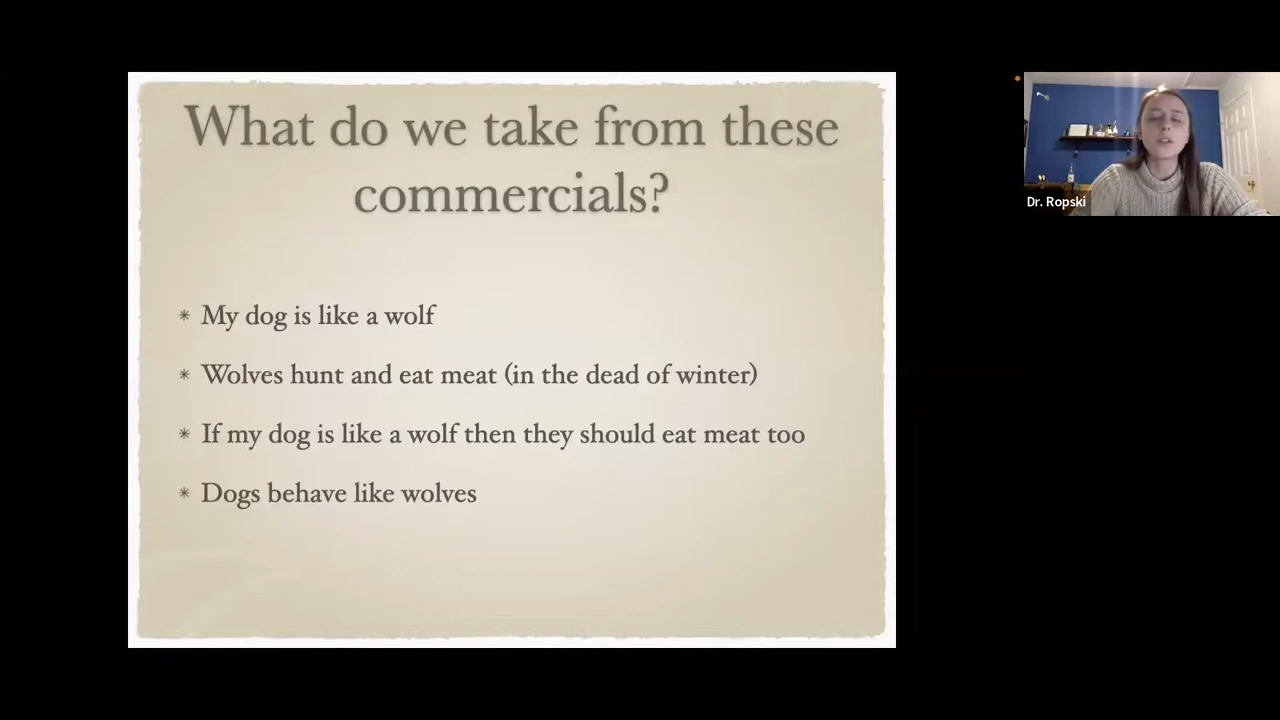 What do we take from these
commercials?
My dog is like a wolf
Wolves hunt and eat meat (in the dead of winter)
If my dog is like a wolf then they should eat meat too
Dogs behave like wolves
Dr. Ropski